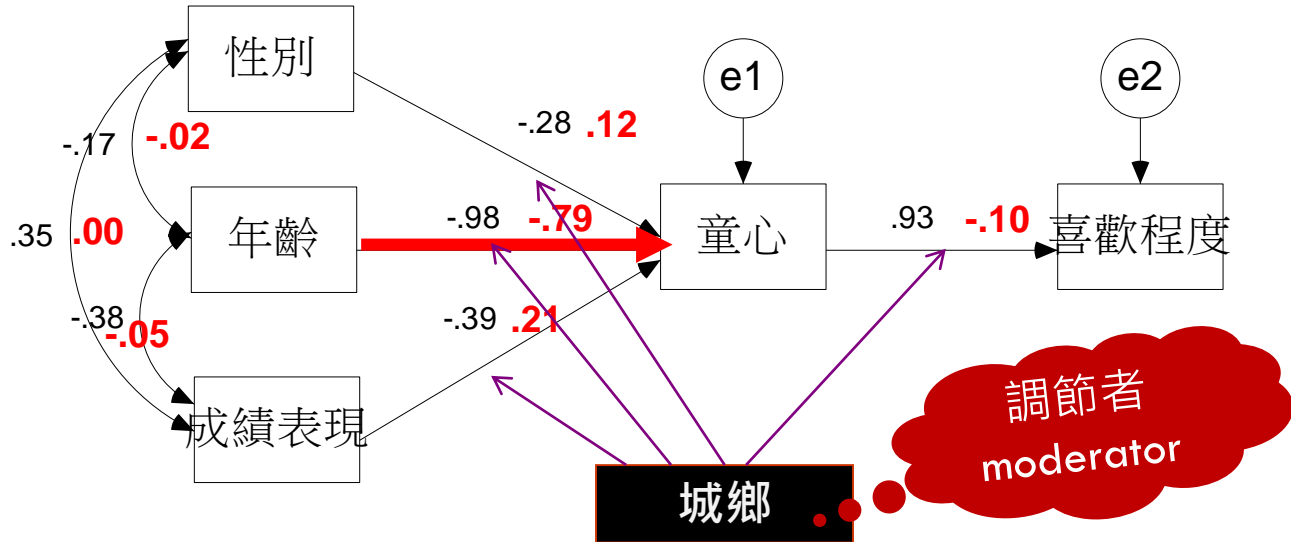 性別
e1
e2
-.28 .12
-.17 -.02
年齡
-.98 -.79
童心
.93 -.10
喜歡程度
.35 .00
-.38 -.05
-.39 .21
成績表現
調節者
moderator
城鄉